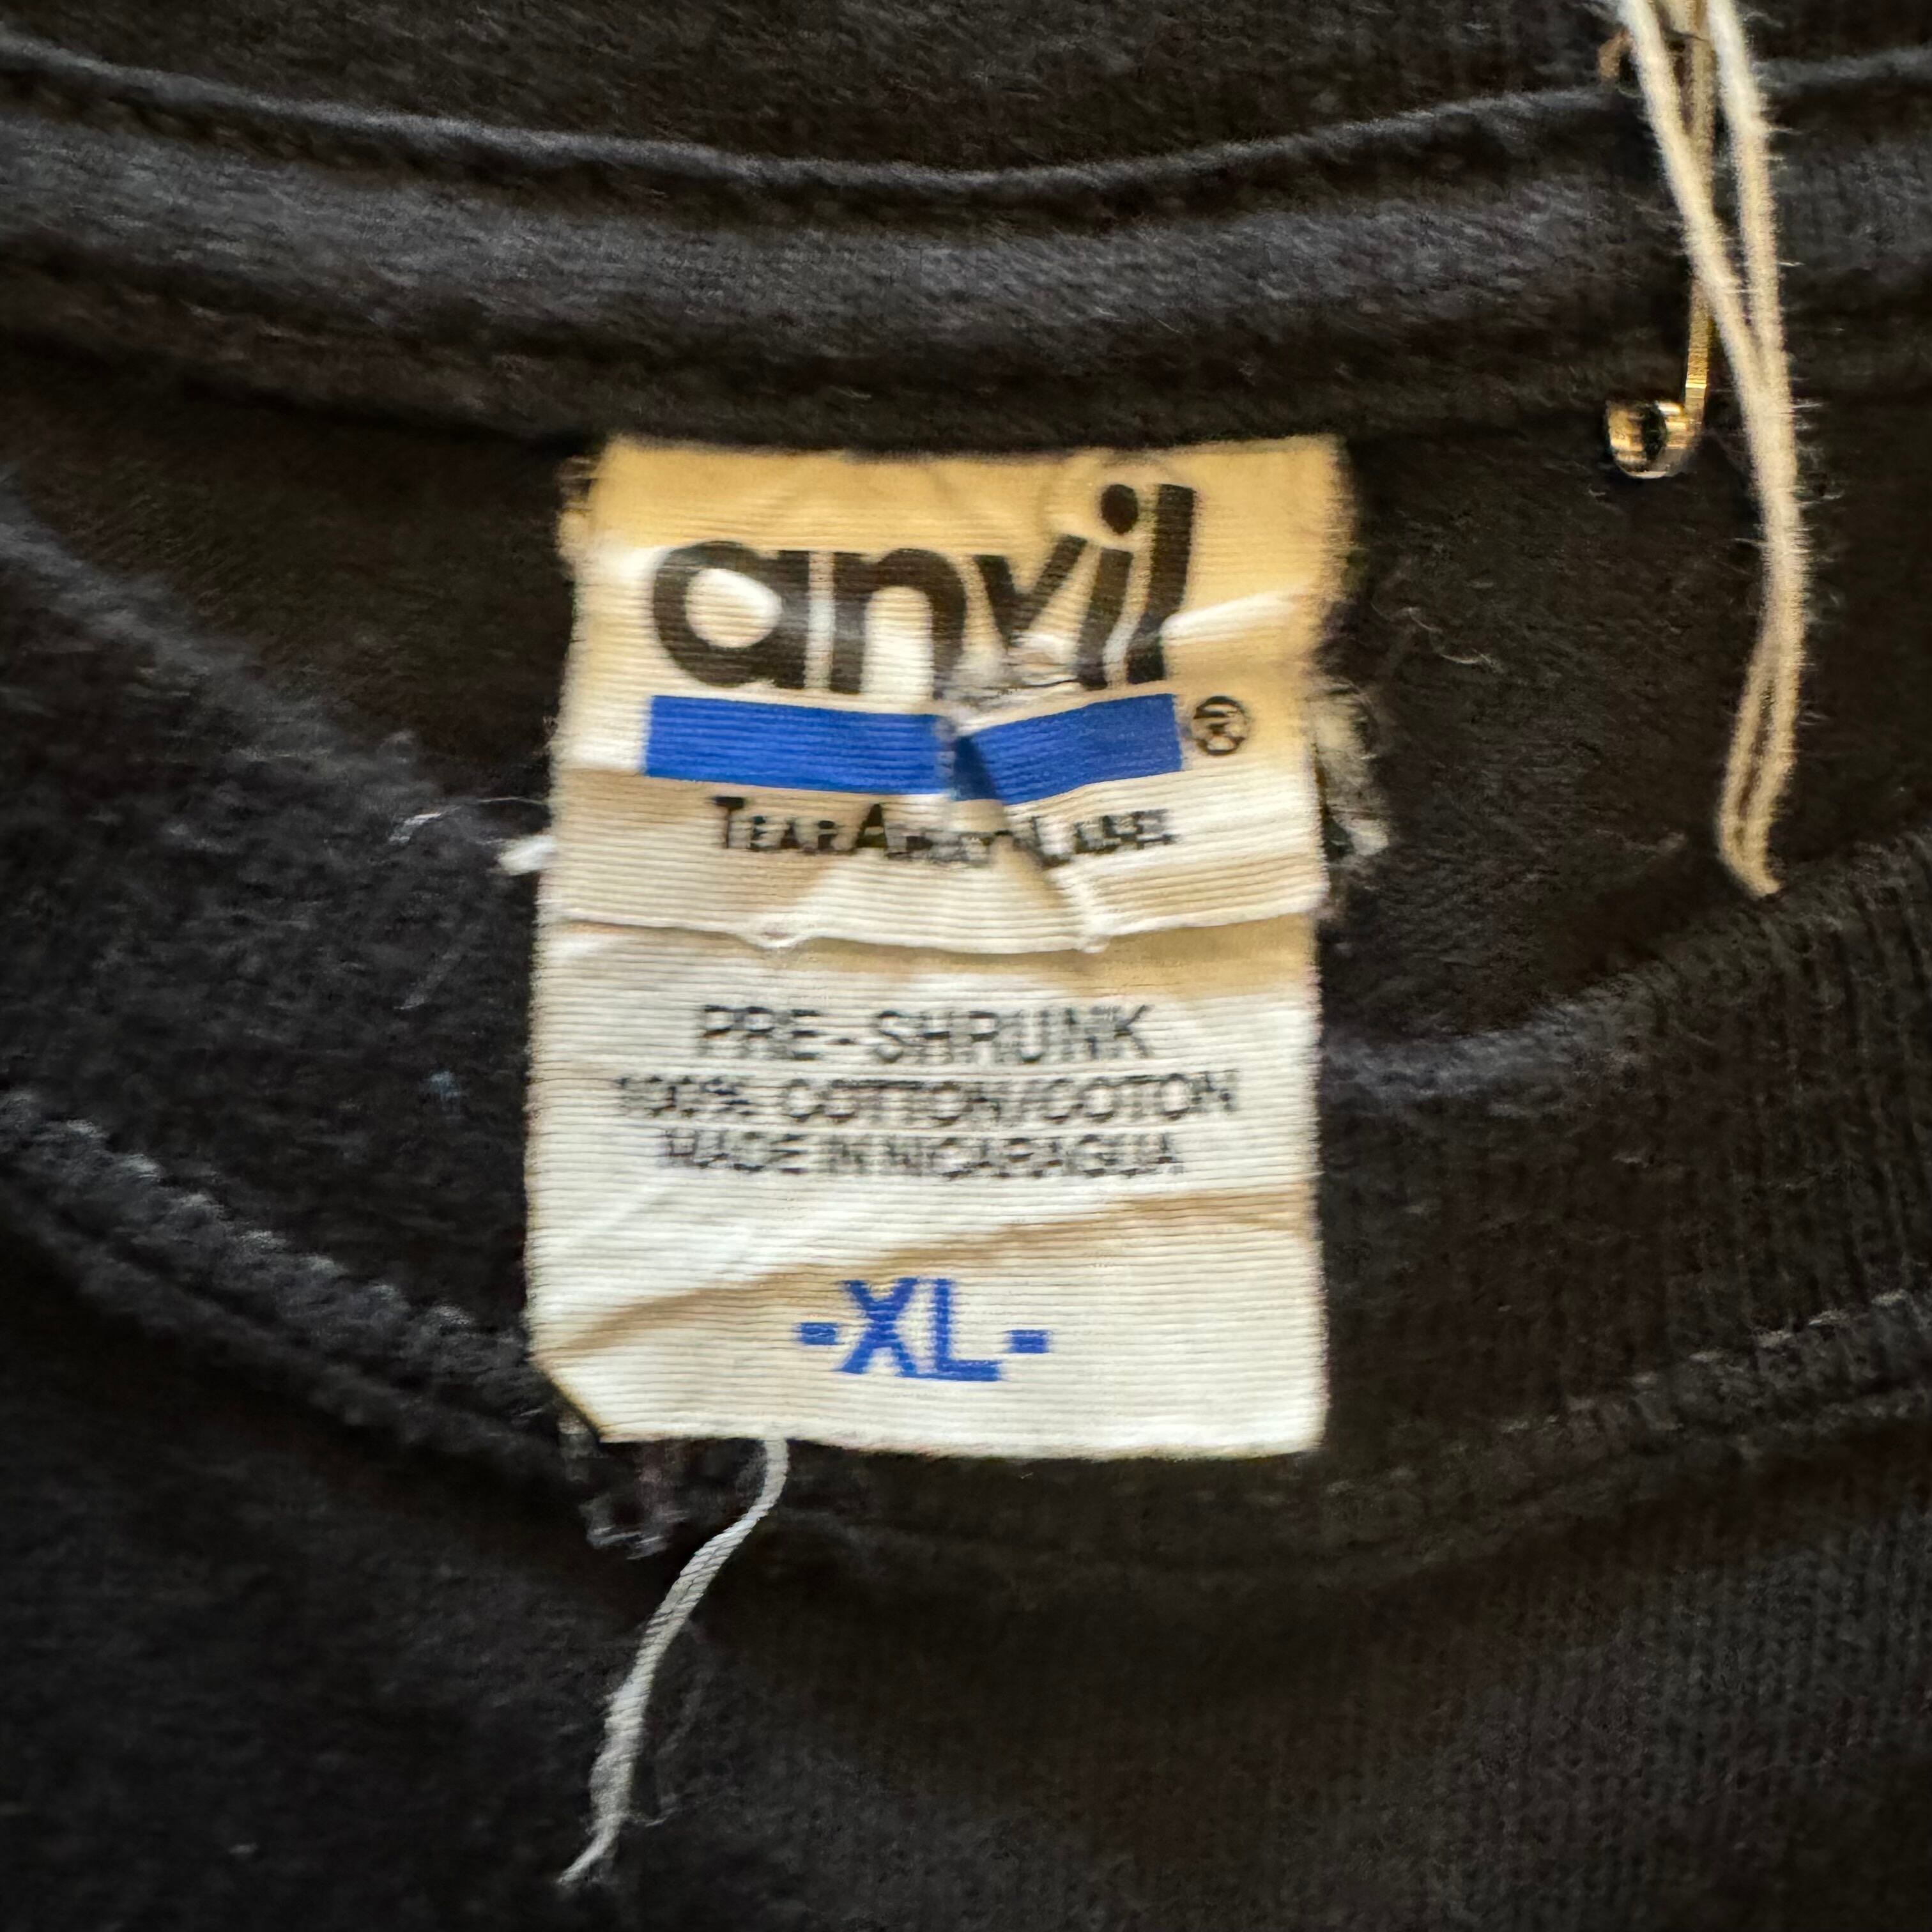 anvil
®
TEAR AWAY LABEL
PRE-SHRUNK
100% COTTON/COTON
MADE IN NICARAGUA
-XL-